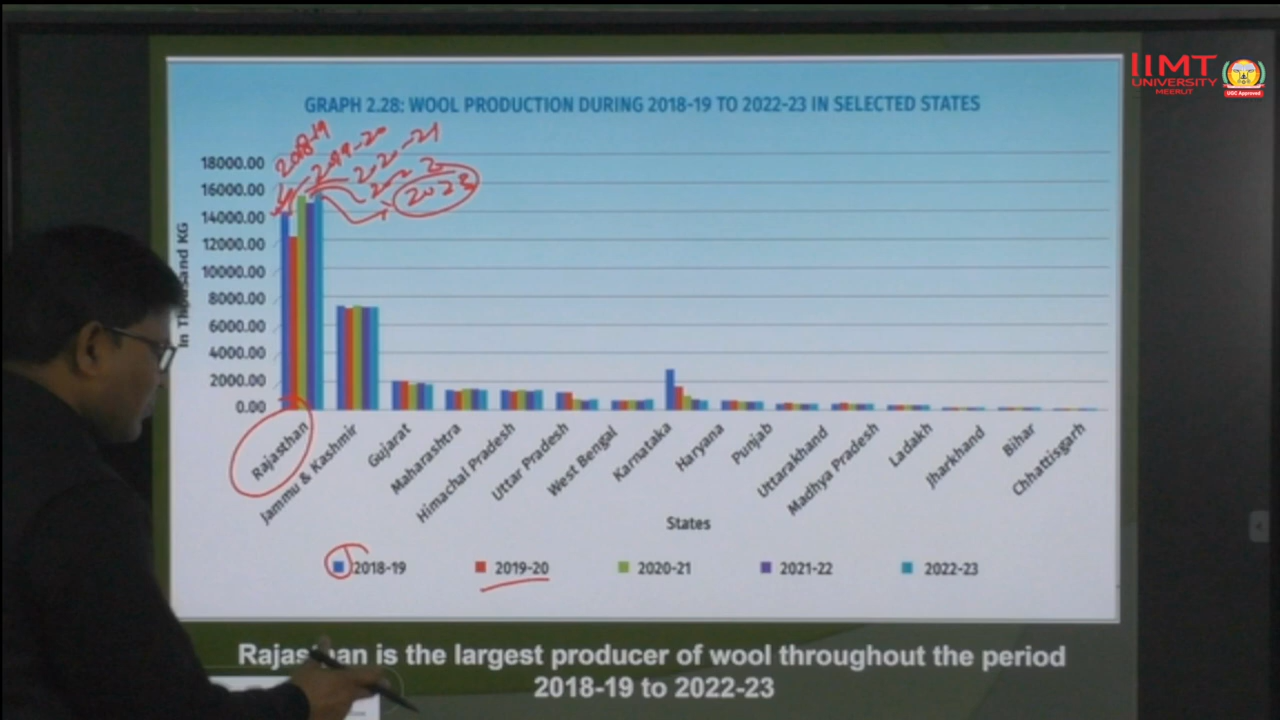 IIMT
UNIVERSITY
MEERUT
UGC Approved
GRAPH 2.28: WOOL PRODUCTION DURING 2018-19 TO 2022-23 IN SELECTED STATES
2018-19
2019-20
2020-21
2023
In Thousand KG
18000.00
16000.00
14000.00
12000.00
10000.00
8000.00
6000.00
4000.00
2000.00
0.00
Rajasthan
Jammu & Kashmir
Gujarat
Maharashtra
Himachal Pradesh
Uttar Pradesh
West Bengal
Karnataka
Haryana
Punjab
Uttarakhand
Madhya Pradesh
Ladakh
Jharkhand
Bihar
Chhattisgarh
States
2018-19 2019-20 2020-21 2021-22 2022-23
Rajasthan is the largest producer of wool throughout the period
2018-19 to 2022-23